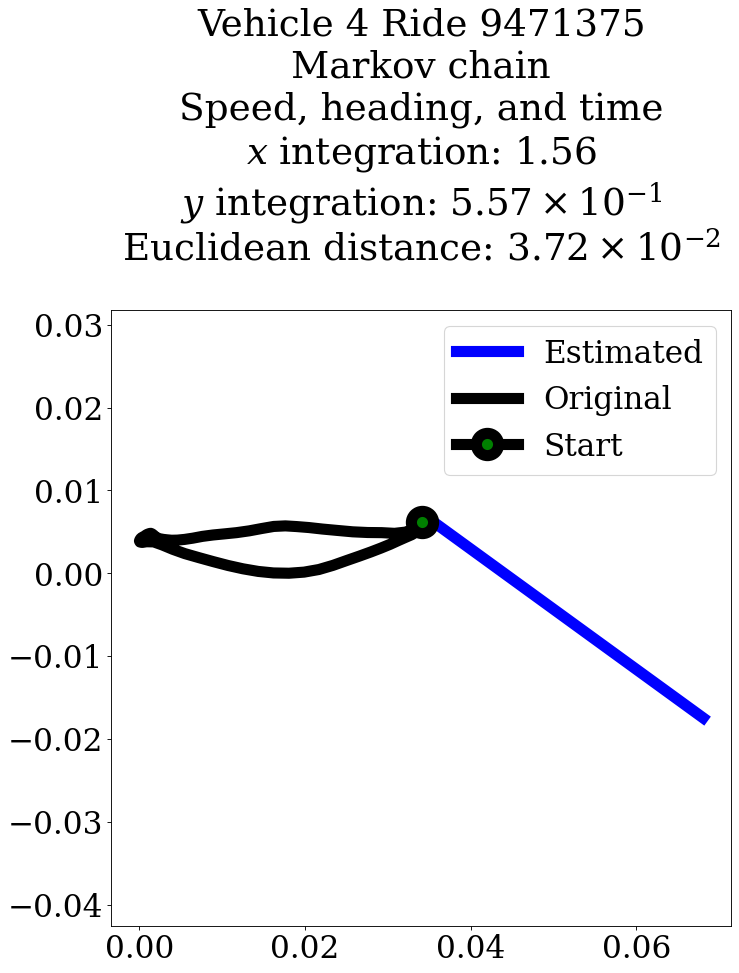 Vehicle 4 Ride 9471375
Markov chain
Speed, heading, and time
x integration: 1.56
y integration: 5.57 × 10⁻¹
Euclidean distance: 3.72 × 10⁻²
Estimated
Original
Start
0.03
0.02
0.01
0.00
−0.01
−0.02
−0.03
−0.04
0.00 0.02 0.04 0.06